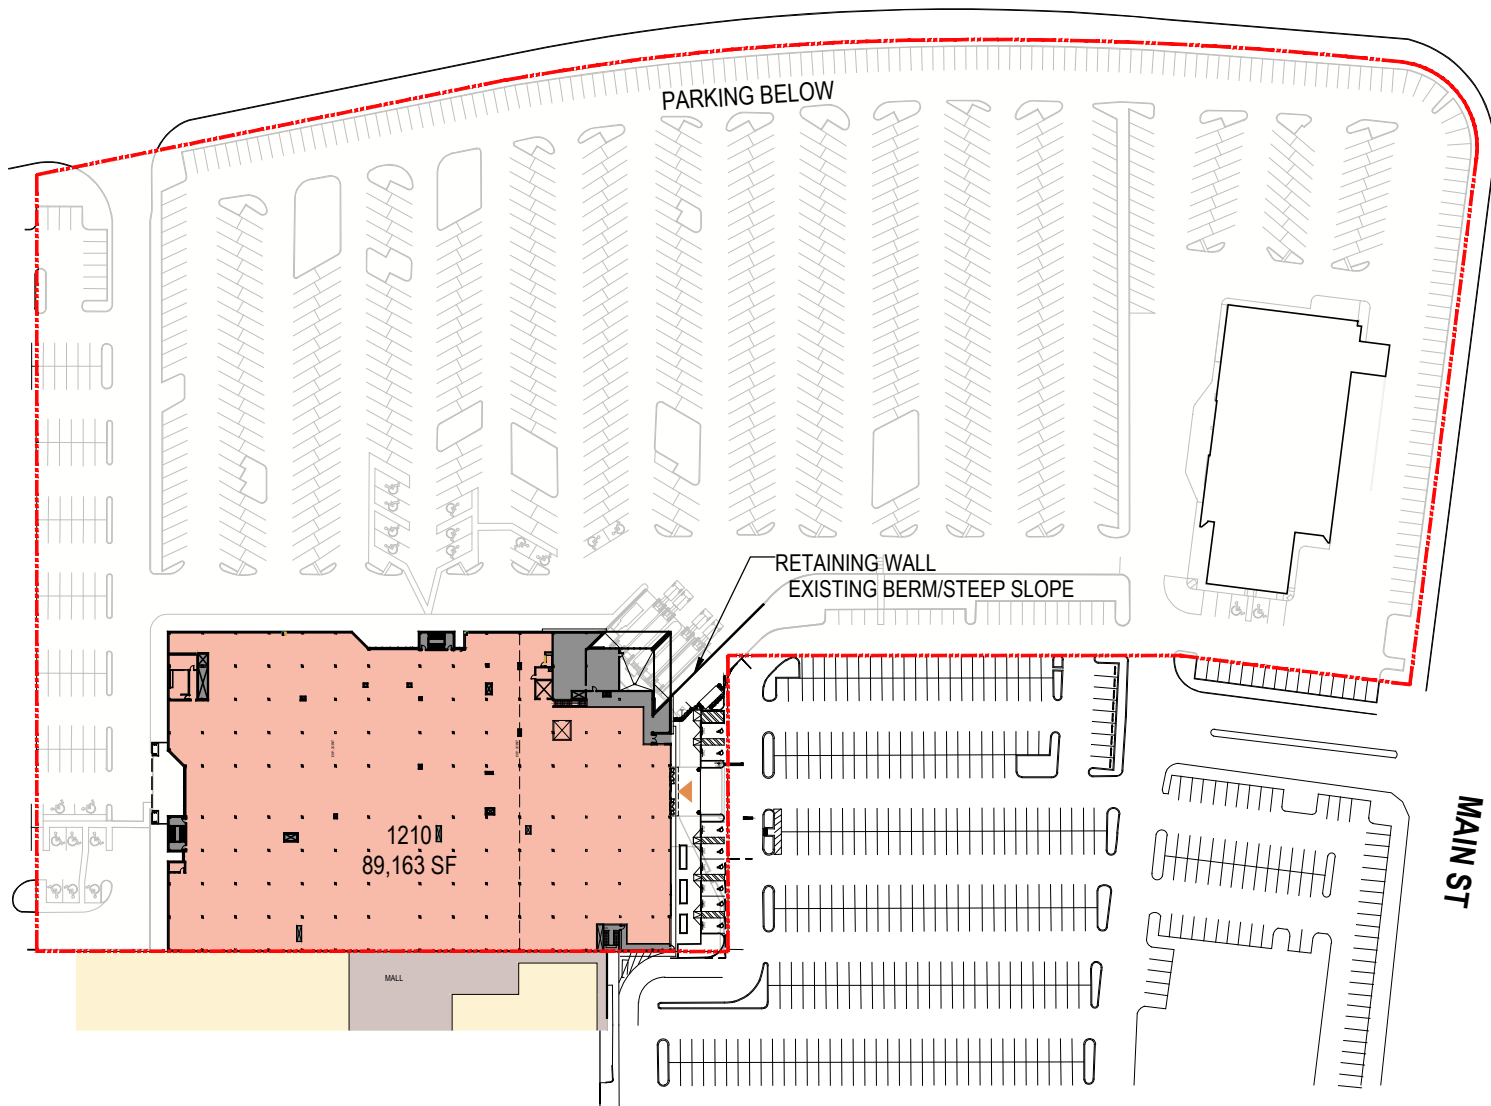 PARKING BELOW
RETAINING WALL
EXISTING BERM/STEEP SLOPE
1210
89,163 SF
MAIN ST
MALL